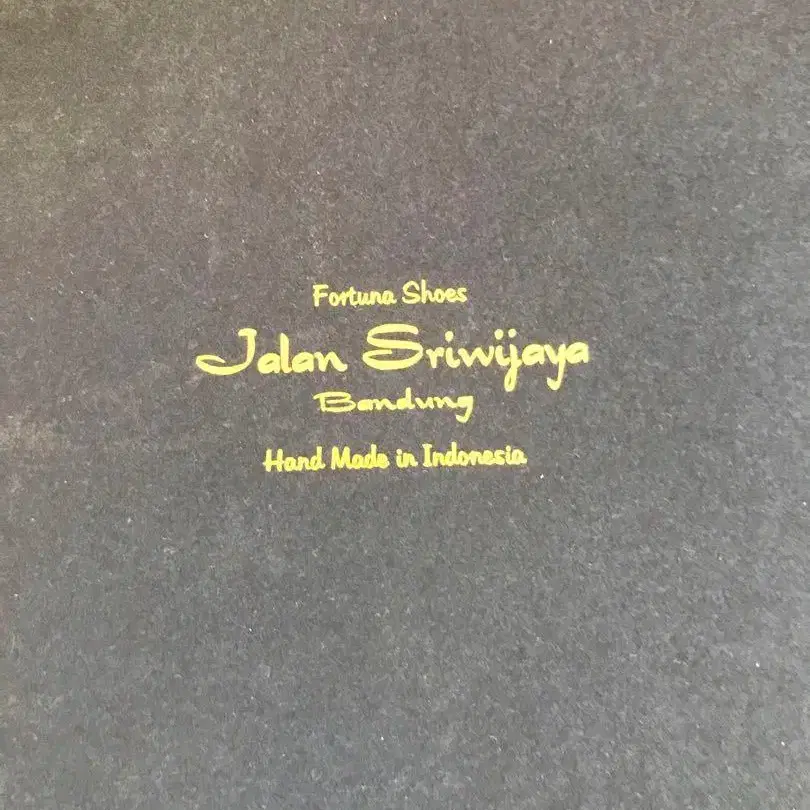 Fortuna Shoes
Jalan Sriwijaya
Bandung
Hand Made in Indonesia